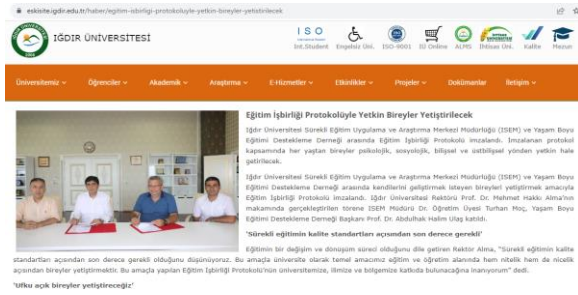 eskisite.igdir.edu.tr/haber/egitim-isbirligi-protokoluyle-yetkin-bireyler-yetistirilecek
IĞDIR ÜNİVERSİTESİ
ISO Int.Student
Engelsiz Üni.
ISO-9001
IU Online
ALMS
İhtisas Üni.
Kalite
Mezun
Üniversitemiz
Öğrenciler
Akademik
Araştırma
E-Hizmetler
Etkinlikler
Projeler
Dokümanlar
İletişim
Eğitim İşbirliği Protokolüyle Yetkin Bireyler Yetiştirilecek
Iğdır Üniversitesi Sürekli Eğitim Uygulama ve Araştırma Merkezi Müdürlüğü (ISEM) ve Yaşam Boyu
Eğitimi Destekleme Derneği arasında Eğitim İşbirliği Protokolü imzalandı. İmzalanan protokol
kapsamında her yaştan bireyler psikolojik, sosyolojik, bilişsel ve üstbilişsel yönden yetkin hale
getirilecek.
Iğdır Üniversitesi Sürekli Eğitim Uygulama ve Araştırma Merkezi Müdürlüğü (ISEM) ve Yaşam Boyu
Eğitimi Destekleme Derneği arasında kendilerini geliştirmek isteyen bireyleri yetiştirmek amacıyla
Eğitim İşbirliği Protokolü imzalandı. Iğdır Üniversitesi Rektörü Prof. Dr. Mehmet Hakkı Alma'nın
makamında gerçekleştirilen törene ISEM Müdürü Dr. Öğretim Üyesi Turhan Moç, Yaşam Boyu
Eğitimi Destekleme Derneği Başkanı Prof. Dr. Abdulhak Halim Ulaş katıldı.
'Sürekli eğitimin kalite standartları açısından son derece gerekli'
Eğitimin bir değişim ve dönüşüm süreci olduğunu dile getiren Rektör Alma, "Sürekli eğitimin kalite
standartları açısından son derece gerekli olduğunu düşünüyoruz. Bu amaçla üniversite olarak temel amacımız eğitim ve öğretim alanında hem nitelik hem de nicelik
açısından bireyler yetiştirmektir. Bu amaçla yapılan Eğitim İşbirliği Protokolü'nün üniversitemize, ilimize ve bölgemize katkıda bulunacağına inanıyorum" dedi.
'Ufku açık bireyler yetiştireceğiz'